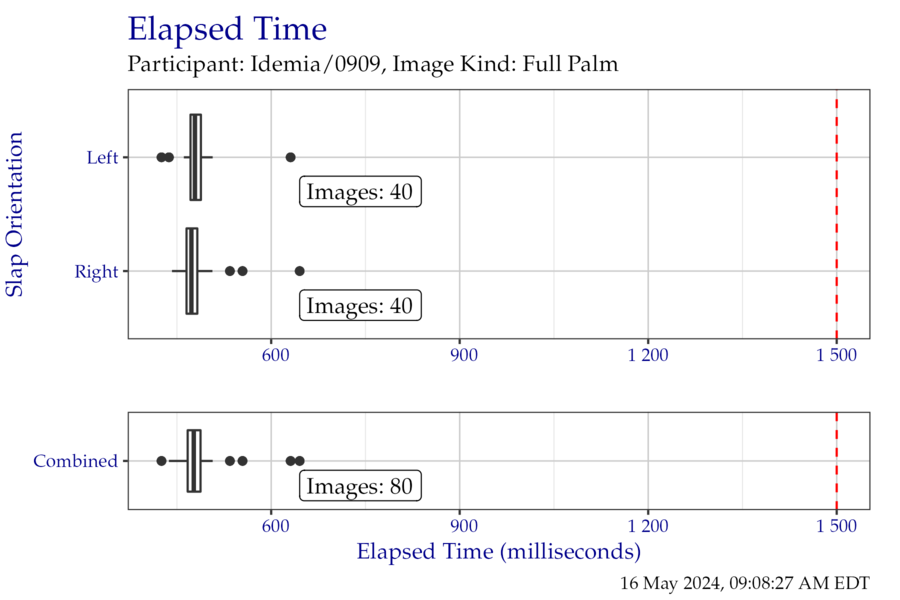 Elapsed Time
Participant: Idemia/0909, Image Kind: Full Palm
Slap Orientation
Left
Images: 40
Right
Images: 40
600 900 1 200 1 500
Combined
Images: 80
600 900 1 200 1 500
Elapsed Time (milliseconds)
16 May 2024, 09:08:27 AM EDT